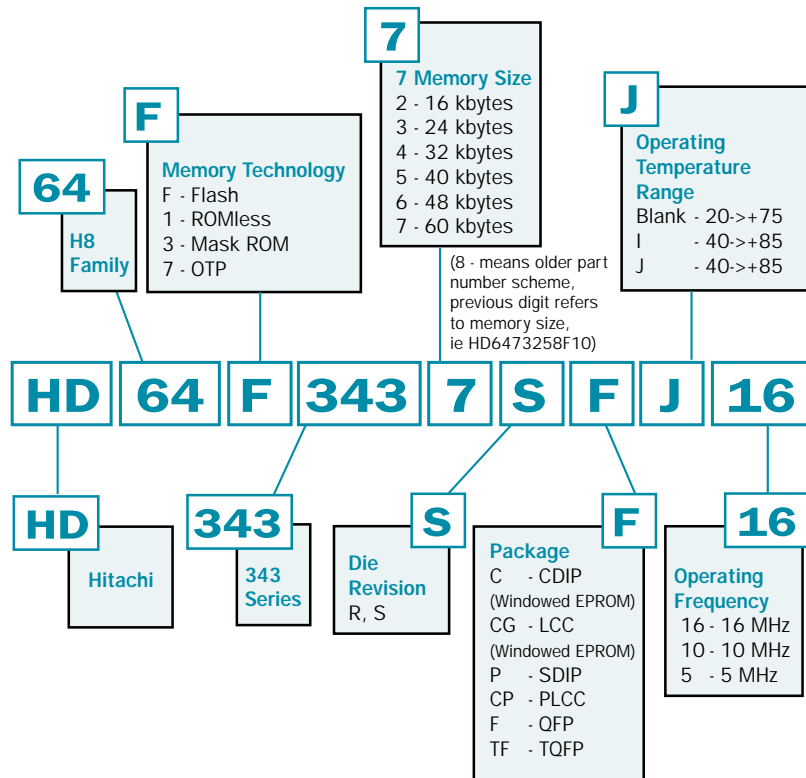 7
7 Memory Size
2 - 16 kbytes
3 - 24 kbytes
4 - 32 kbytes
5 - 40 kbytes
6 - 48 kbytes
7 - 60 kbytes
(8 - means older part
number scheme,
previous digit refers
to memory size,
ie HD6473258F10)
F
Memory Technology
F - Flash
1 - ROMless
3 - Mask ROM
7 - OTP
J
Operating
Temperature
Range
Blank - 20->+75
I - 40->+85
J - 40->+85
64
H8
Family
HD 64 F 343 7 S F J 16
HD
Hitachi
343
343
Series
S
Die
Revision
R, S
F
Package
C - CDIP
(Windowed EPROM)
CG - LCC
(Windowed EPROM)
P - SDIP
CP - PLCC
F - QFP
TF - TQFP
16
Operating
Frequency
16 - 16 MHz
10 - 10 MHz
5 - 5 MHz